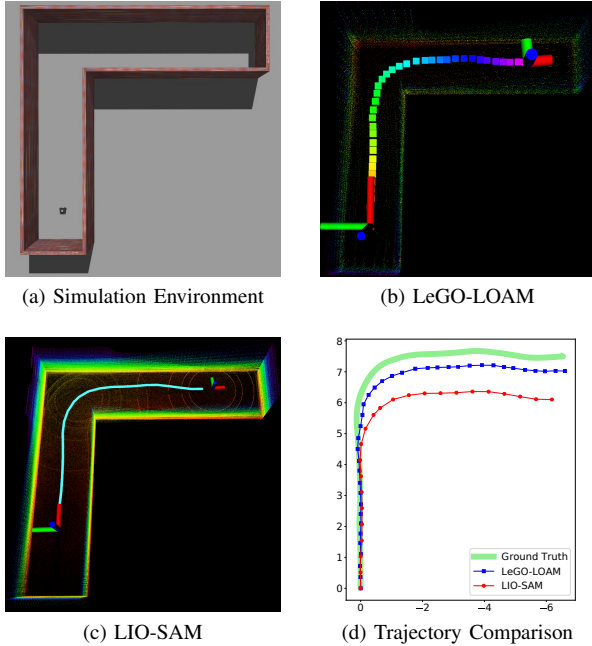 (a) Simulation Environment
(b) LeGO-LOAM
(c) LIO-SAM
8
7
6
5
4
3
2
1
0
0 −2 −4 −6
Ground Truth
LeGO-LOAM
LIO-SAM
(d) Trajectory Comparison